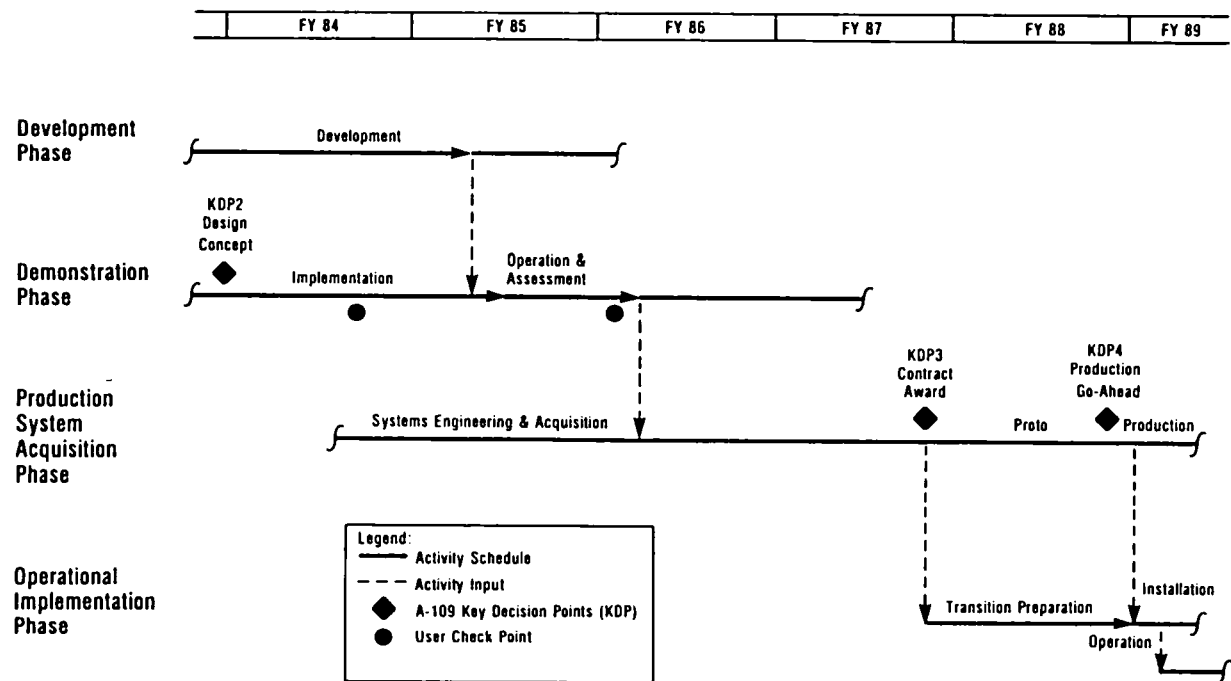 FY 84 FY 85 FY 86 FY 87 FY 88 FY 89
Development
Phase
Development
KDP2
Design
Concept
Demonstration
Phase
Implementation
Operation &
Assessment
Production
System
Acquisition
Phase
Systems Engineering & Acquisition
KDP3
Contract
Award
Proto
KDP4
Production
Go-Ahead
Production
Legend:
Activity Schedule
Activity Input
A-109 Key Decision Points (KDP)
User Check Point
Operational
Implementation
Phase
Transition Preparation
Installation
Operation